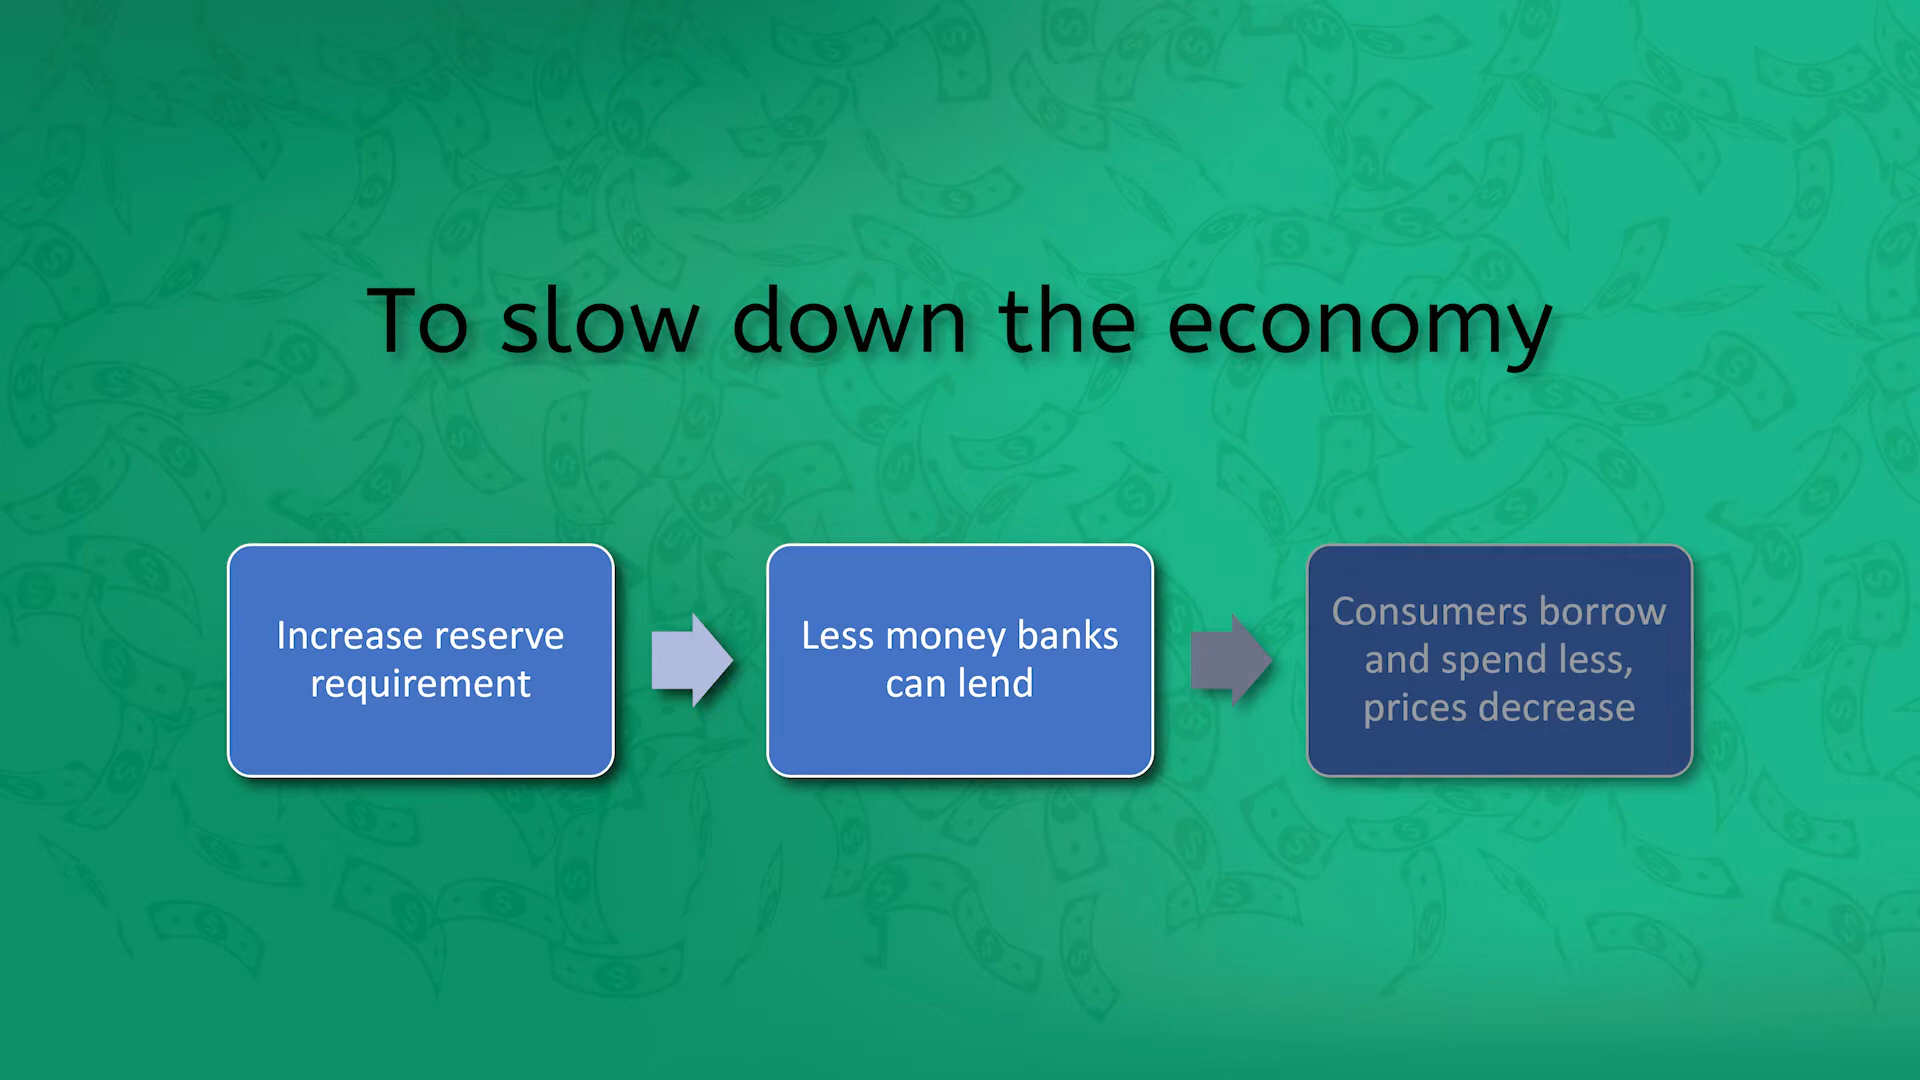 To slow down the economy
Increase reserve
requirement
Less money banks
can lend
Consumers borrow
and spend less,
prices decrease